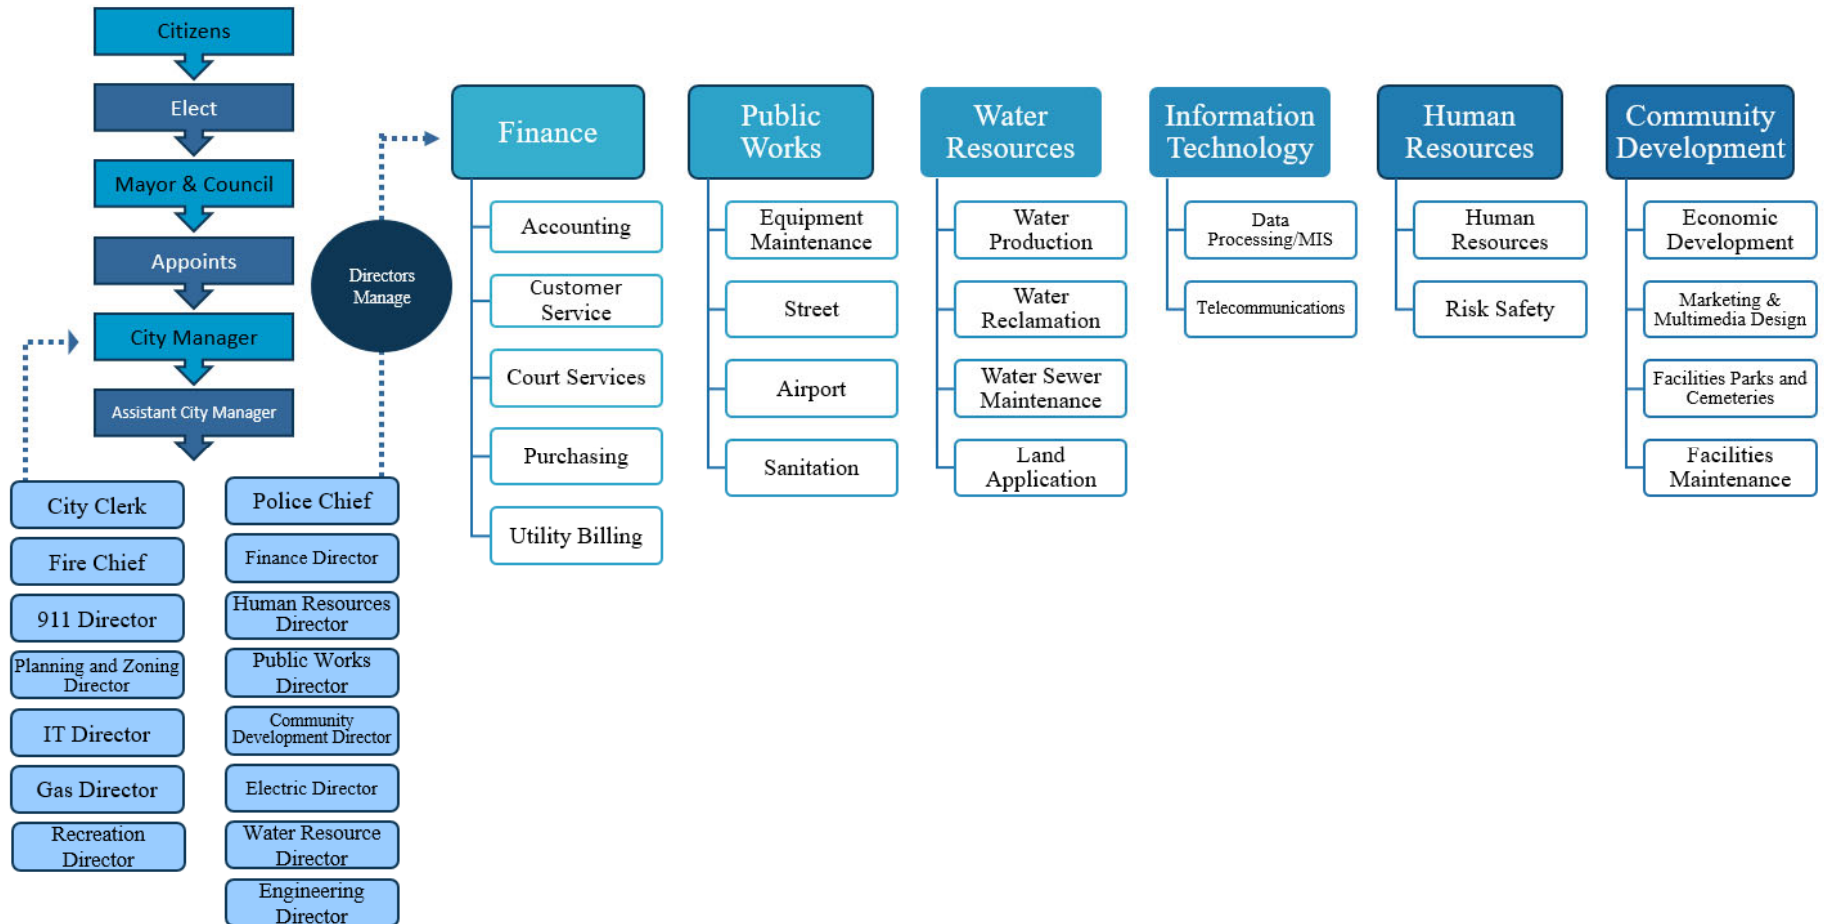 Citizens
Elect
Mayor & Council
Appoints
City Manager
Assistant City Manager
City Clerk
Fire Chief
911 Director
Planning and Zoning
Director
IT Director
Gas Director
Recreation
Director
Police Chief
Finance Director
Human Resources
Director
Public Works
Director
Community
Development Director
Electric Director
Water Resource
Director
Engineering
Director
Directors
Manage
Finance
Accounting
Customer
Service
Court Services
Purchasing
Utility Billing
Public
Works
Equipment
Maintenance
Street
Airport
Sanitation
Water
Resources
Water
Production
Water
Reclamation
Water Sewer
Maintenance
Land
Application
Information
Technology
Data
Processing/MIS
Telecommunications
Human
Resources
Human
Resources
Risk Safety
Community
Development
Economic
Development
Marketing &
Multimedia Design
Facilities Parks and
Cemeteries
Facilities
Maintenance